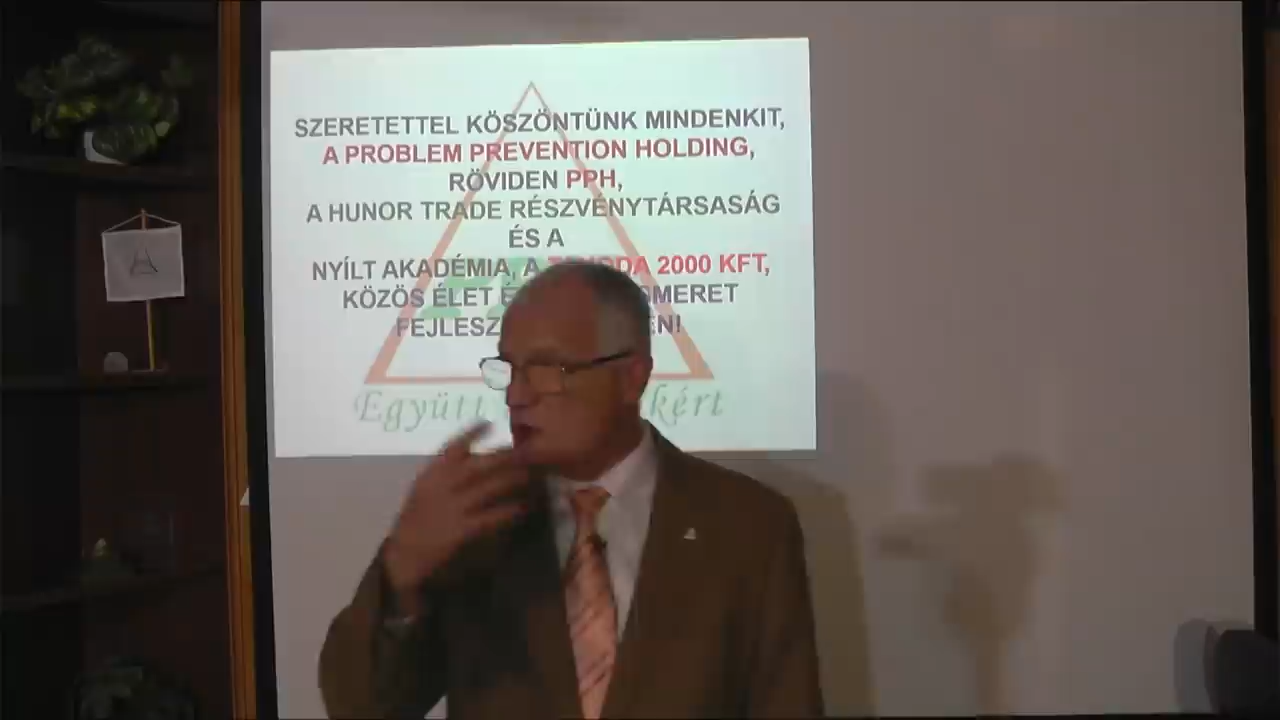 SZERETETTEL KÖSZÖNTÜNK MINDENKIT,
A PROBLEM PREVENTION HOLDING,
RÖVIDEN PPH,
A HUNOR TRADE RÉSZVÉNYTÁRSASÁG
ÉS A
NYÍLT AKADÉMIA, A 2000 KFT,
KÖZÖS ÉLET
Együtt